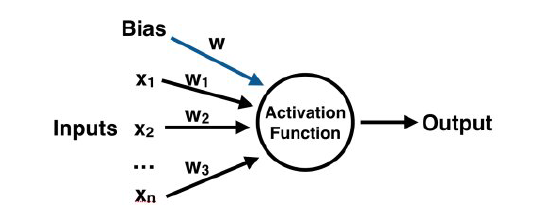 Bias
w
x1 w1
Activation
Function
Inputs x2 w2
Output
... w3
xn